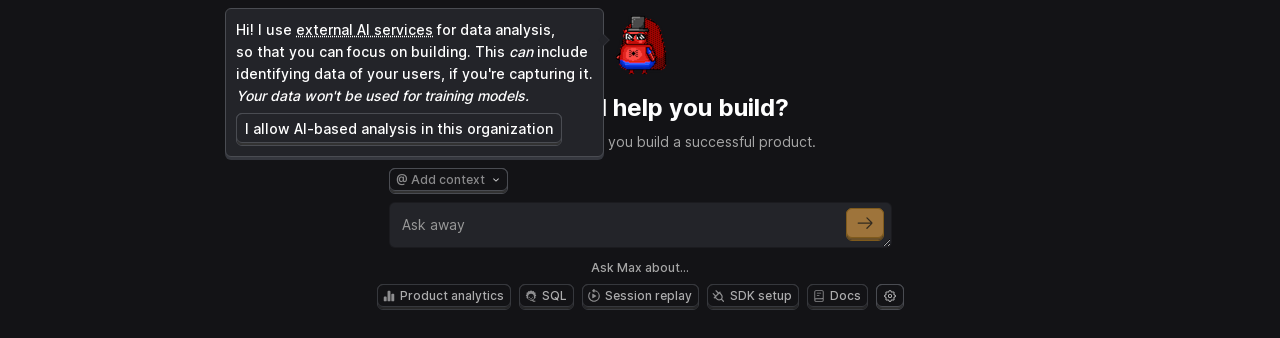 Hi! I use external AI services for data analysis,
so that you can focus on building. This can include
identifying data of your users, if you're capturing it.
Your data won't be used for training models.
I allow AI-based analysis in this organization
help you build?
you build a successful product.
@ Add context
Ask away
Ask Max about...
Product analytics
SQL
Session replay
SDK setup
Docs